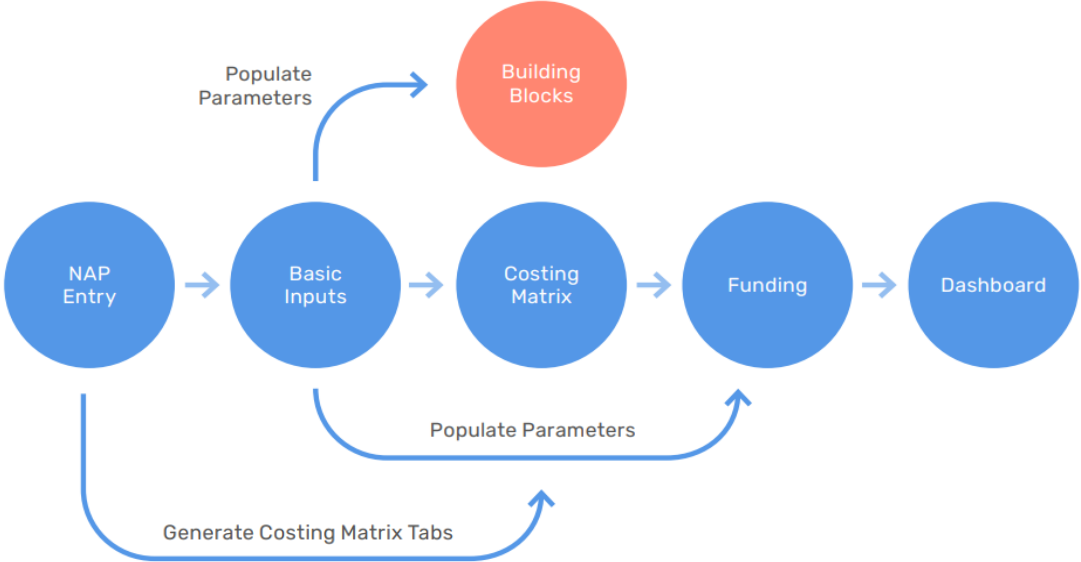 Populate
Parameters
Building
Blocks
NAP
Entry
Basic
Inputs
Costing
Matrix
Funding
Dashboard
Populate Parameters
Generate Costing Matrix Tabs